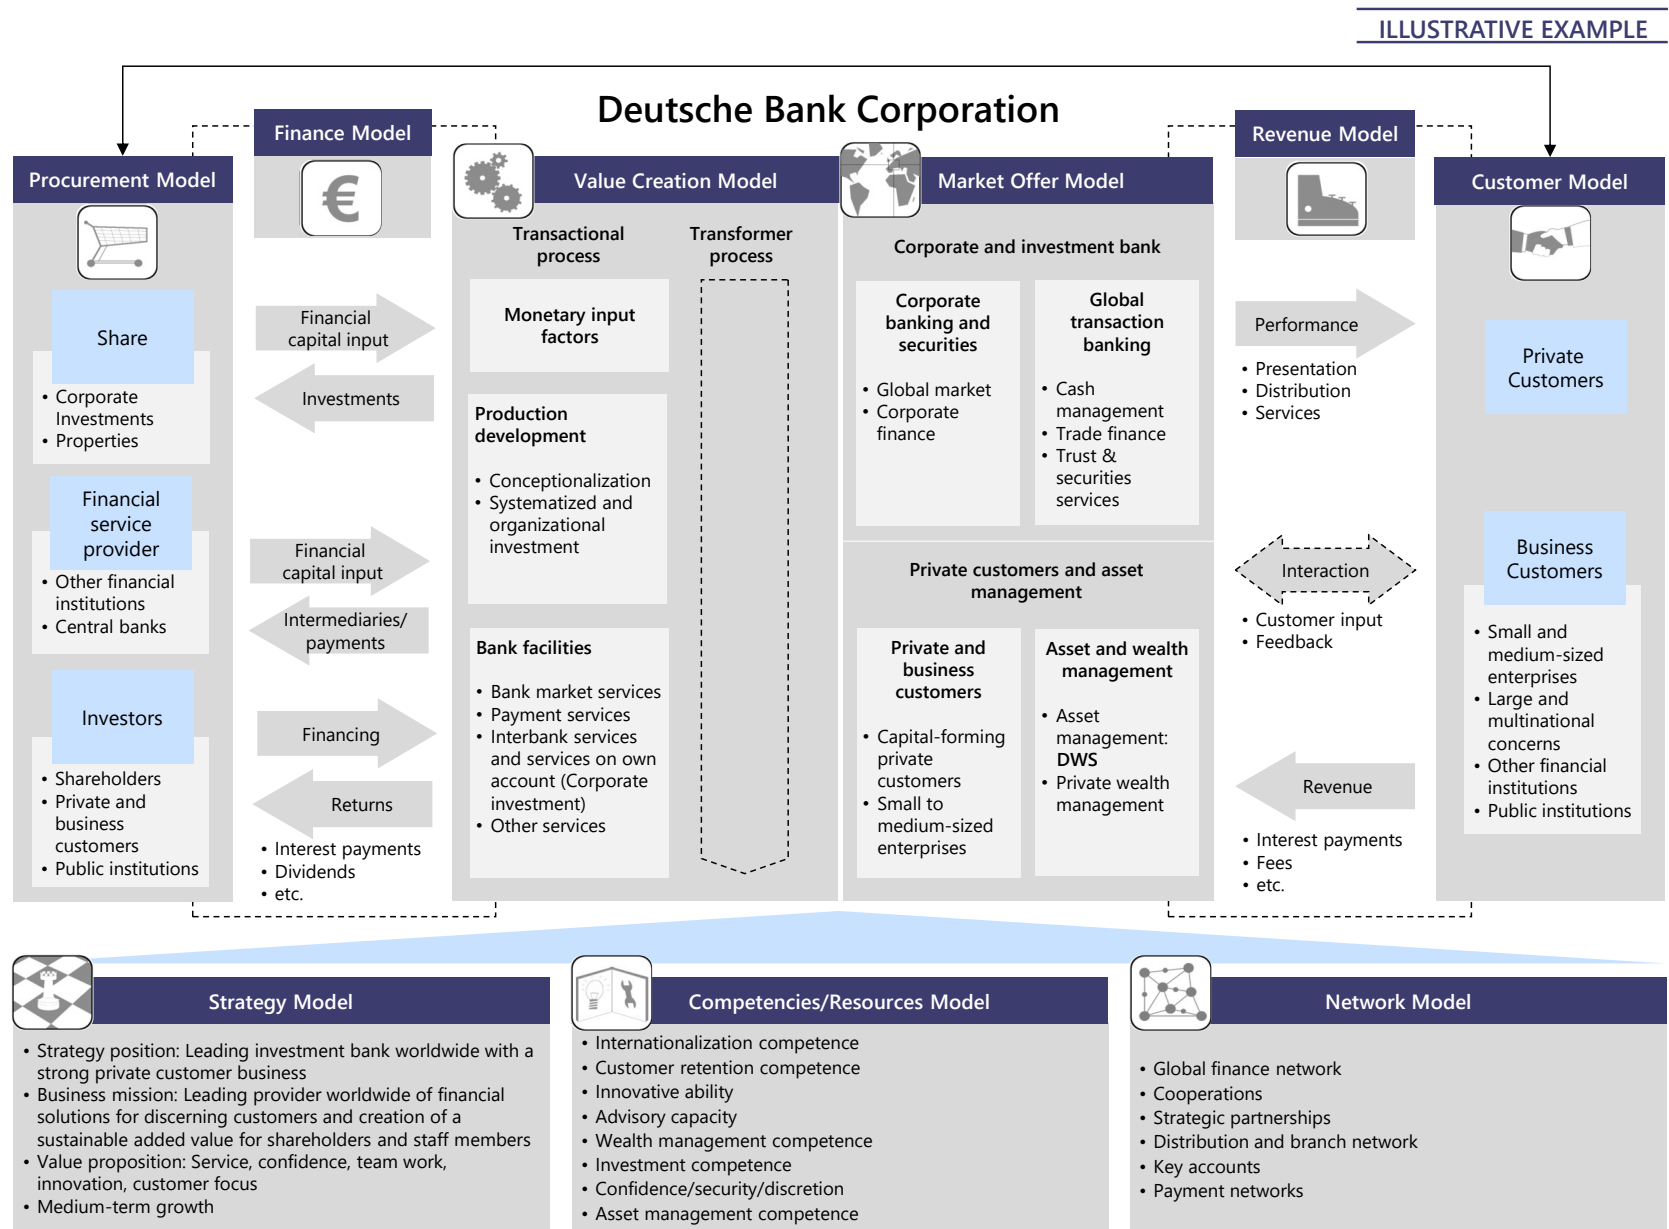 ILLUSTRATIVE EXAMPLE
Deutsche Bank Corporation
Procurement Model
Share
• Corporate
Investments
• Properties
Financial
service
provider
• Other financial
institutions
• Central banks
Investors
• Shareholders
• Private and
business
customers
• Public institutions
Finance Model
€
Financial
capital input
Investments
Financial
capital input
Intermediaries/
payments
Financing
Returns
• Interest payments
• Dividends
• etc.
Value Creation Model
Transactional
process
Transformer
process
Monetary input
factors
Production
development
• Conceptionalization
• Systematized and
organizational
investment
Bank facilities
• Bank market services
• Payment services
• Interbank services
and services on own
account (Corporate
investment)
• Other services
Market Offer Model
Corporate and investment bank
Corporate
banking and
securities
• Global market
• Corporate
finance
Global
transaction
banking
• Cash
management
• Trade finance
• Trust &
securities
services
Private customers and asset
management
Private and
business
customers
• Capital-forming
private
customers
• Small to
medium-sized
enterprises
Asset and wealth
management
• Asset
management:
DWS
• Private wealth
management
Revenue Model
Performance
• Presentation
• Distribution
• Services
Interaction
• Customer input
• Feedback
Revenue
• Interest payments
• Fees
• etc.
Customer Model
Private
Customers
Business
Customers
• Small and
medium-sized
enterprises
• Large and
multinational
concerns
• Other financial
institutions
• Public institutions
Strategy Model
• Strategy position: Leading investment bank worldwide with a
strong private customer business
• Business mission: Leading provider worldwide of financial
solutions for discerning customers and creation of a
sustainable added value for shareholders and staff members
• Value proposition: Service, confidence, team work,
innovation, customer focus
• Medium-term growth
Competencies/Resources Model
• Internationalization competence
• Customer retention competence
• Innovative ability
• Advisory capacity
• Wealth management competence
• Investment competence
• Confidence/security/discretion
• Asset management competence
Network Model
• Global finance network
• Cooperations
• Strategic partnerships
• Distribution and branch network
• Key accounts
• Payment networks